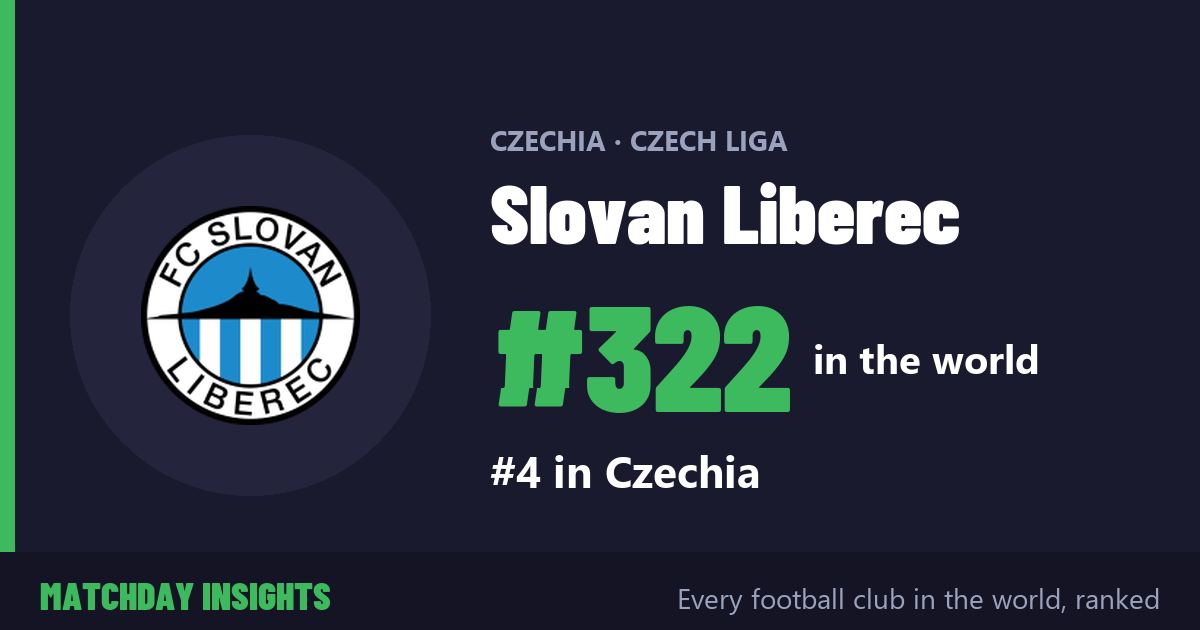 CZECHIA · CZECH LIGA
Slovan Liberec
FC SLOVAN
LIBEREC
#322 in the world
#4 in Czechia
MATCHDAY INSIGHTS
Every football club in the world, ranked